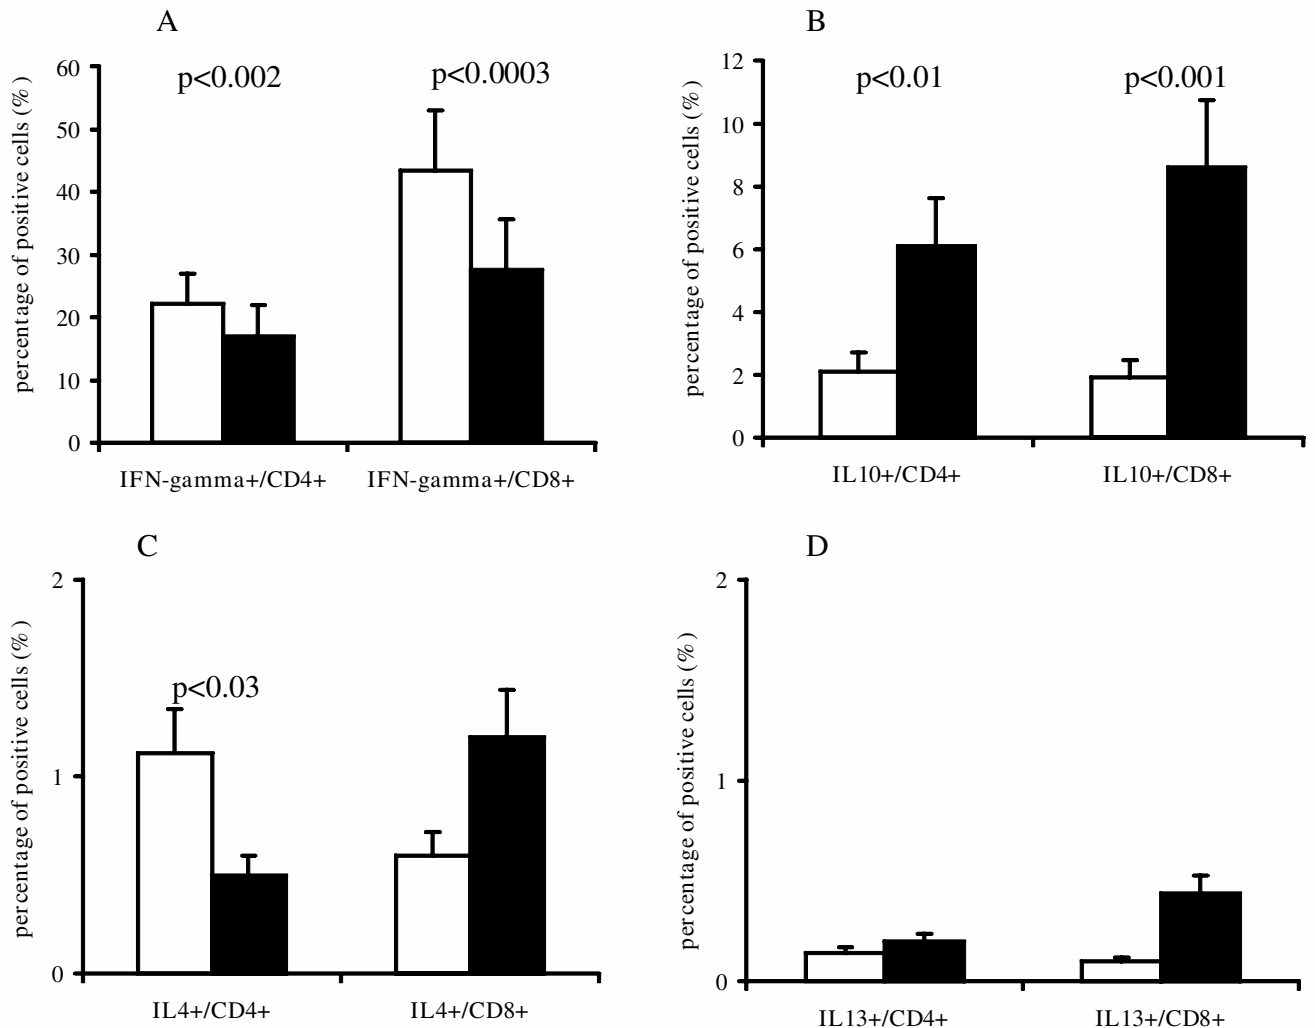 A
percentage of positive cells (%)
60
50
40
30
20
10
0
p<0.002
p<0.0003
IFN-gamma+/CD4+
IFN-gamma+/CD8+
B
percentage of positive cells (%)
12
10
8
6
4
2
0
p<0.01
p<0.001
IL10+/CD4+
IL10+/CD8+
C
percentage of positive cells (%)
2
1
0
p<0.03
IL4+/CD4+
IL4+/CD8+
D
percentage of positive cells (%)
2
1
0
IL13+/CD4+
IL13+/CD8+